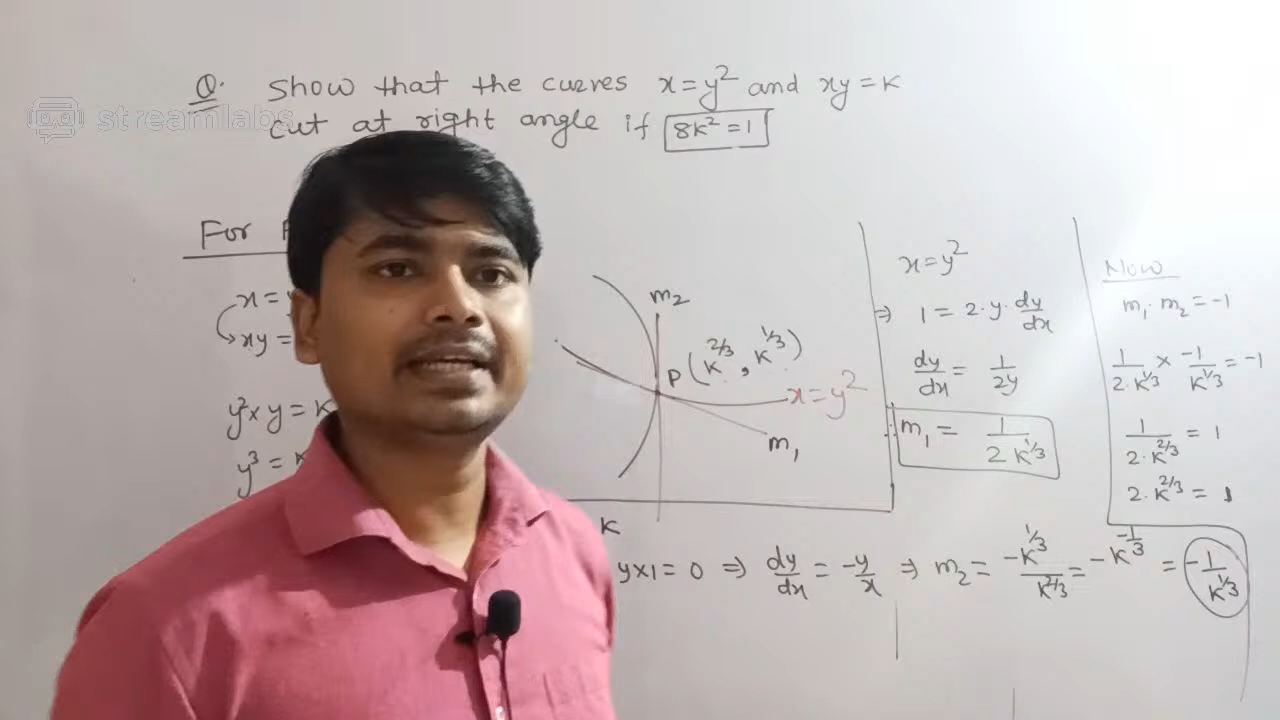 streamlabs
Q. Show that the curves x=y² and xy=k
cut at right angle if 8k²=1
For
x=
xy=
y²×y=k
y³=k
m₂
P(k^2/3, k^1/3)
x=y²
m₁
x=y²
⇒ 1=2·y·dy/dx
dy/dx = 1/2y
m₁ = 1/2k^1/3
k
y×1=0 ⇒ dy/dx = -y/x ⇒ m₂ = -k^1/3/k^2/3 = -k^-1/3 = -1/k^1/3
Now
m₁·m₂=-1
1/2·k^1/3 × -1/k^1/3 = -1
1/2·k^2/3 = 1
2·k^2/3 = 1